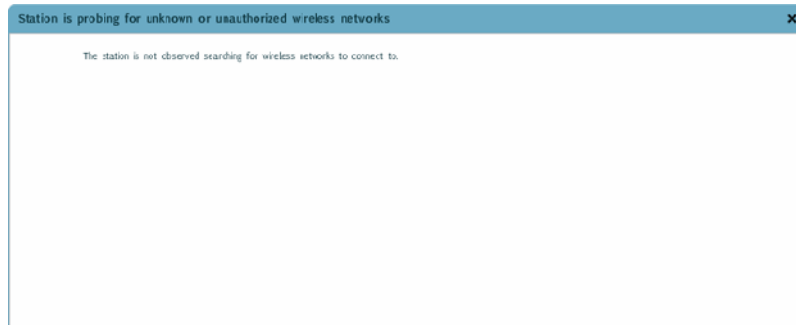 Station is probing for unknown or unauthorized wireless networks
The station is not observed searching for wireless networks to connect to.